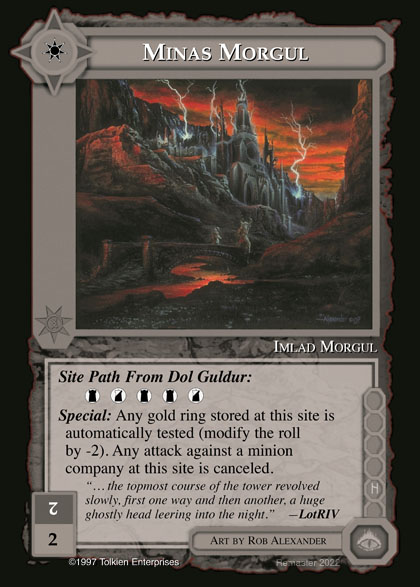 MINAS MORGUL
Alexander
IMLAD MORGUL
Site Path From Dol Guldur:
Special: Any gold ring stored at this site is
automatically tested (modify the roll
by -2). Any attack against a minion
company at this site is canceled.
“… the topmost course of the tower revolved
slowly, first one way and then another, a huge
ghostly head leering into the night.” —LotRIV
H
2
2
ART BY ROB ALEXANDER
©1997 Tolkien Enterprises
Remaster 2022